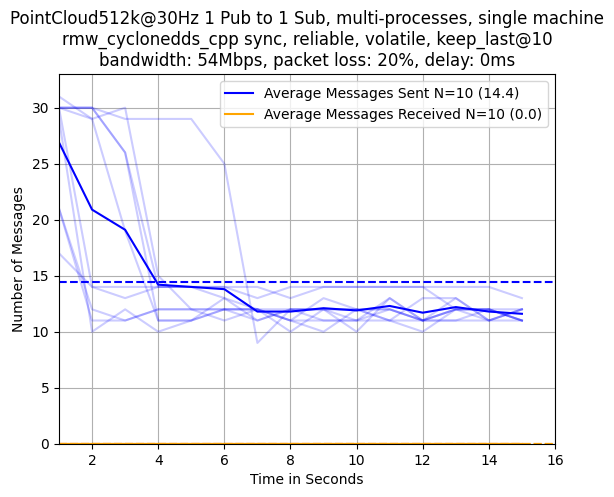 PointCloud512k@30Hz 1 Pub to 1 Sub, multi-processes, single machine
rmw_cyclonedds_cpp sync, reliable, volatile, keep_last@10
bandwidth: 54Mbps, packet loss: 20%, delay: 0ms
Average Messages Sent N=10 (14.4)
Average Messages Received N=10 (0.0)
Number of Messages
30
25
20
15
10
5
0
2 4 6 8 10 12 14 16
Time in Seconds